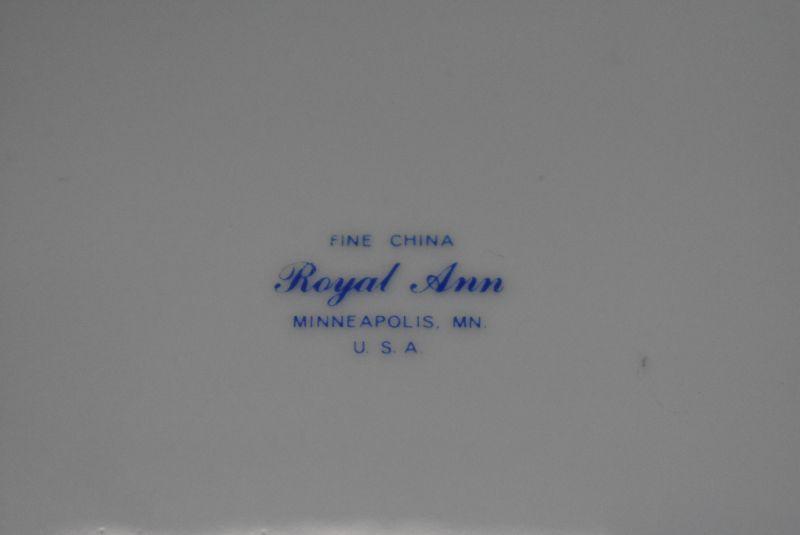 FINE CHINA
Royal Ann
MINNEAPOLIS, MN.
U. S. A.